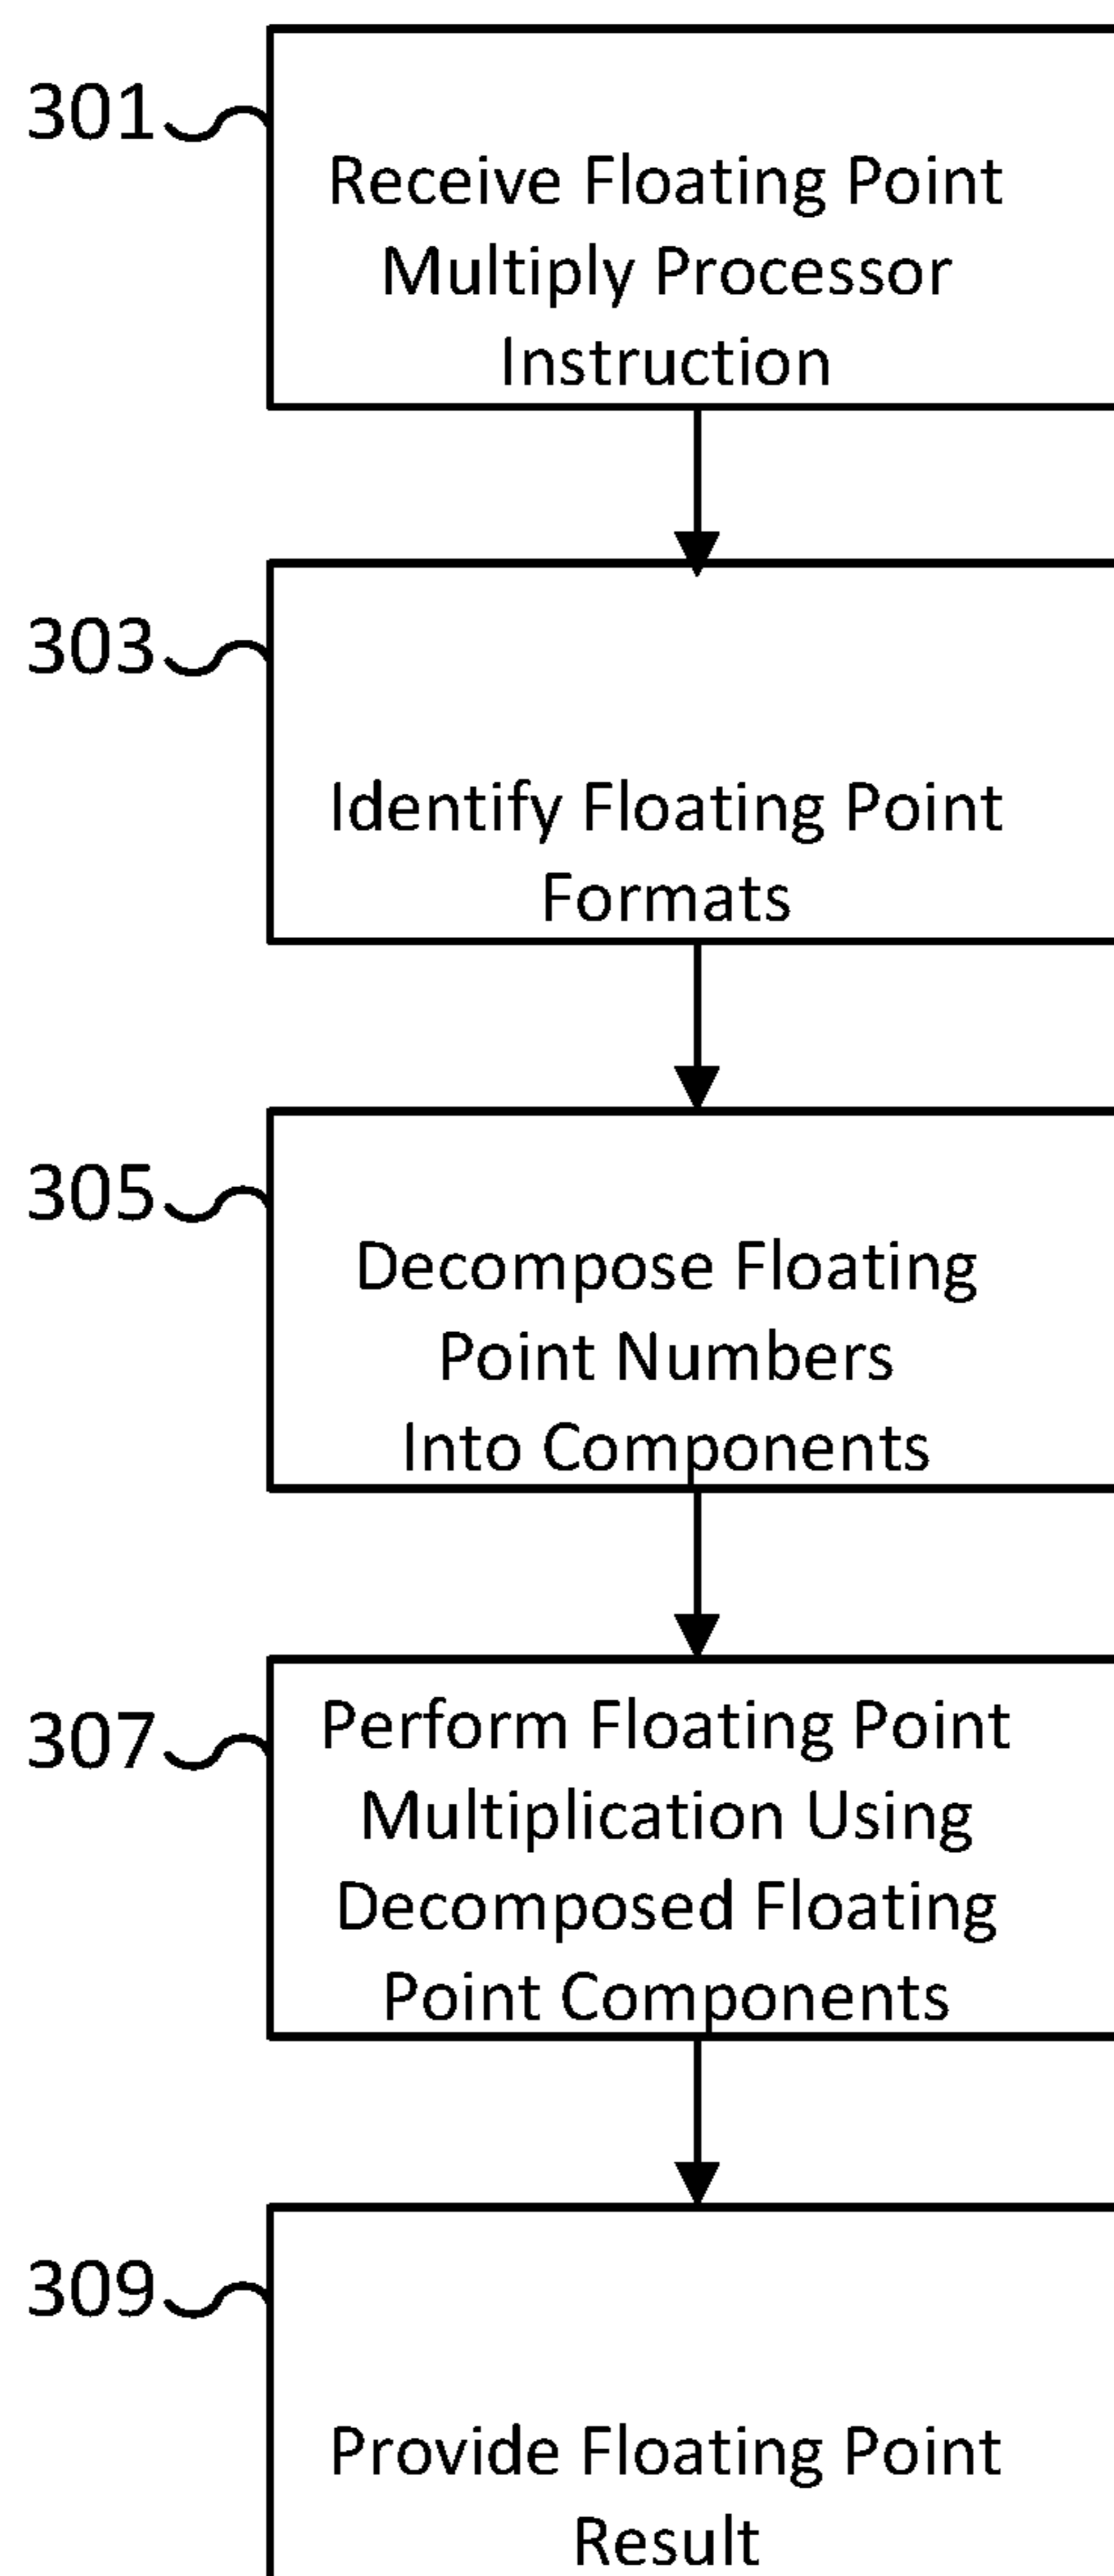 301
Receive Floating Point
Multiply Processor
Instruction
303
Identify Floating Point
Formats
305
Decompose Floating
Point Numbers
Into Components
307
Perform Floating Point
Multiplication Using
Decomposed Floating
Point Components
309
Provide Floating Point
Result